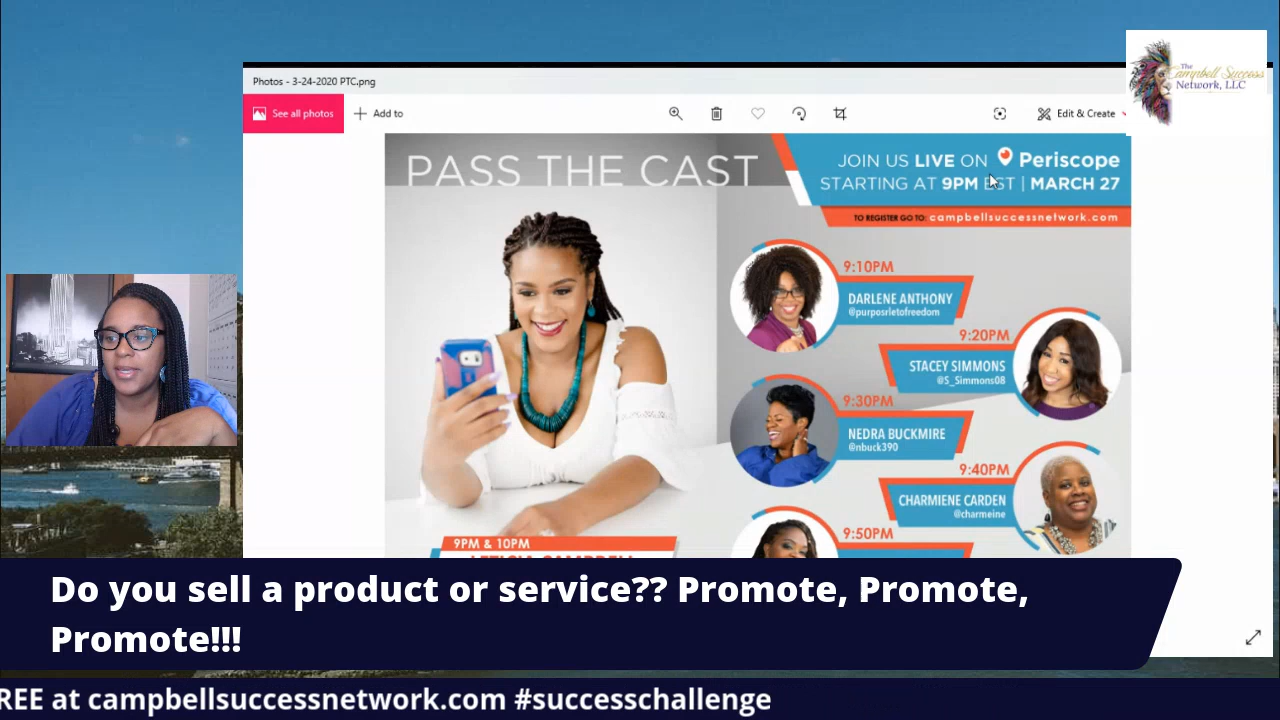 Photos - 3-24-2020 PTC.png
The
Campbell Success
Network, LLC
See all photos
Add to
Edit & Create
PASS THE CAST
JOIN US LIVE ON Periscope
STARTING AT 9PM EST | MARCH 27
TO REGISTER GO TO: campbellsuccessnetwork.com
9:10PM
DARLENE ANTHONY
@purposrletofreedom
9:20PM
STACEY SIMMONS
@S_Simmons08
9:30PM
NEDRA BUCKMIRE
@nbuck390
9:40PM
CHARMIENE CARDEN
@charmeine
9:50PM
9PM & 10PM
LETICIA CAMPBELL
Do you sell a product or service?? Promote, Promote,
Promote!!!
REE at campbellsuccessnetwork.com #successchallenge